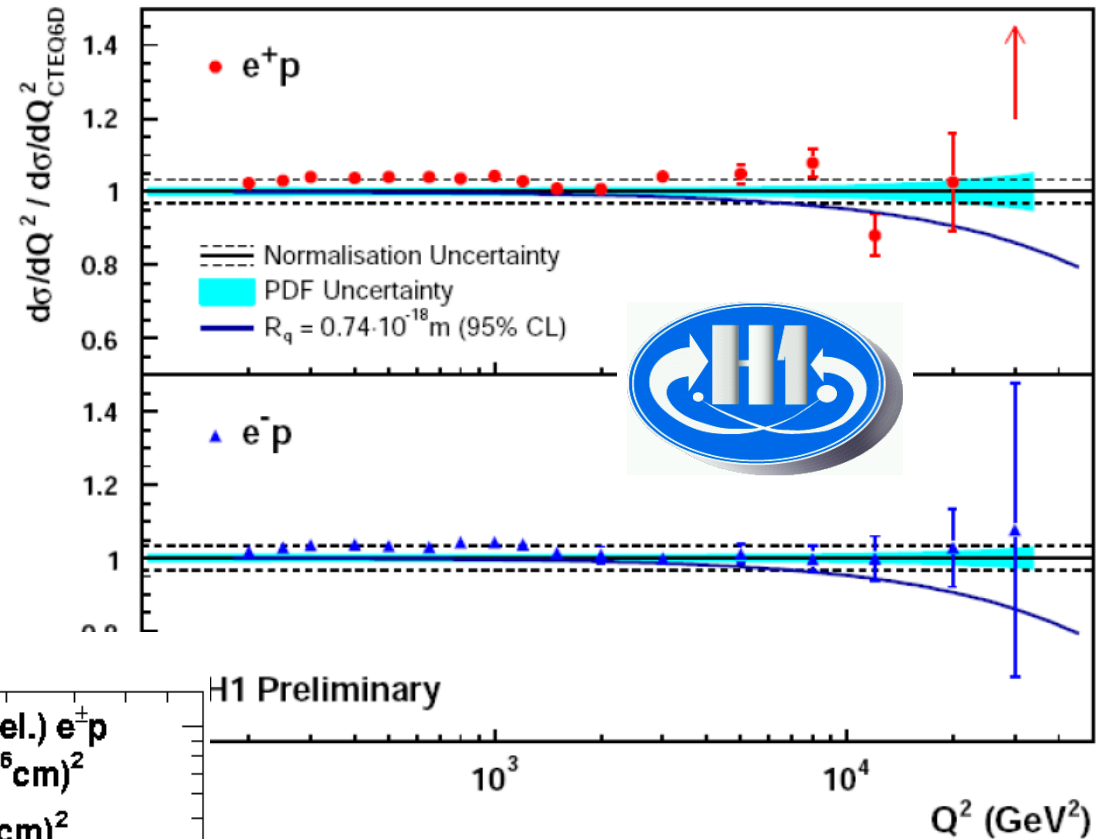 dσ/dQ² / dσ/dQ²CTEQ6D
1.4
1.2
1
0.8
0.6
e⁺p
Normalisation Uncertainty
PDF Uncertainty
Rq = 0.74·10⁻¹⁸m (95% CL)
H1
1.4
1.2
1
e⁻p
H1 Preliminary
el.) e±p
⁶cm)²
cm)²
10³
10⁴
Q² (GeV²)